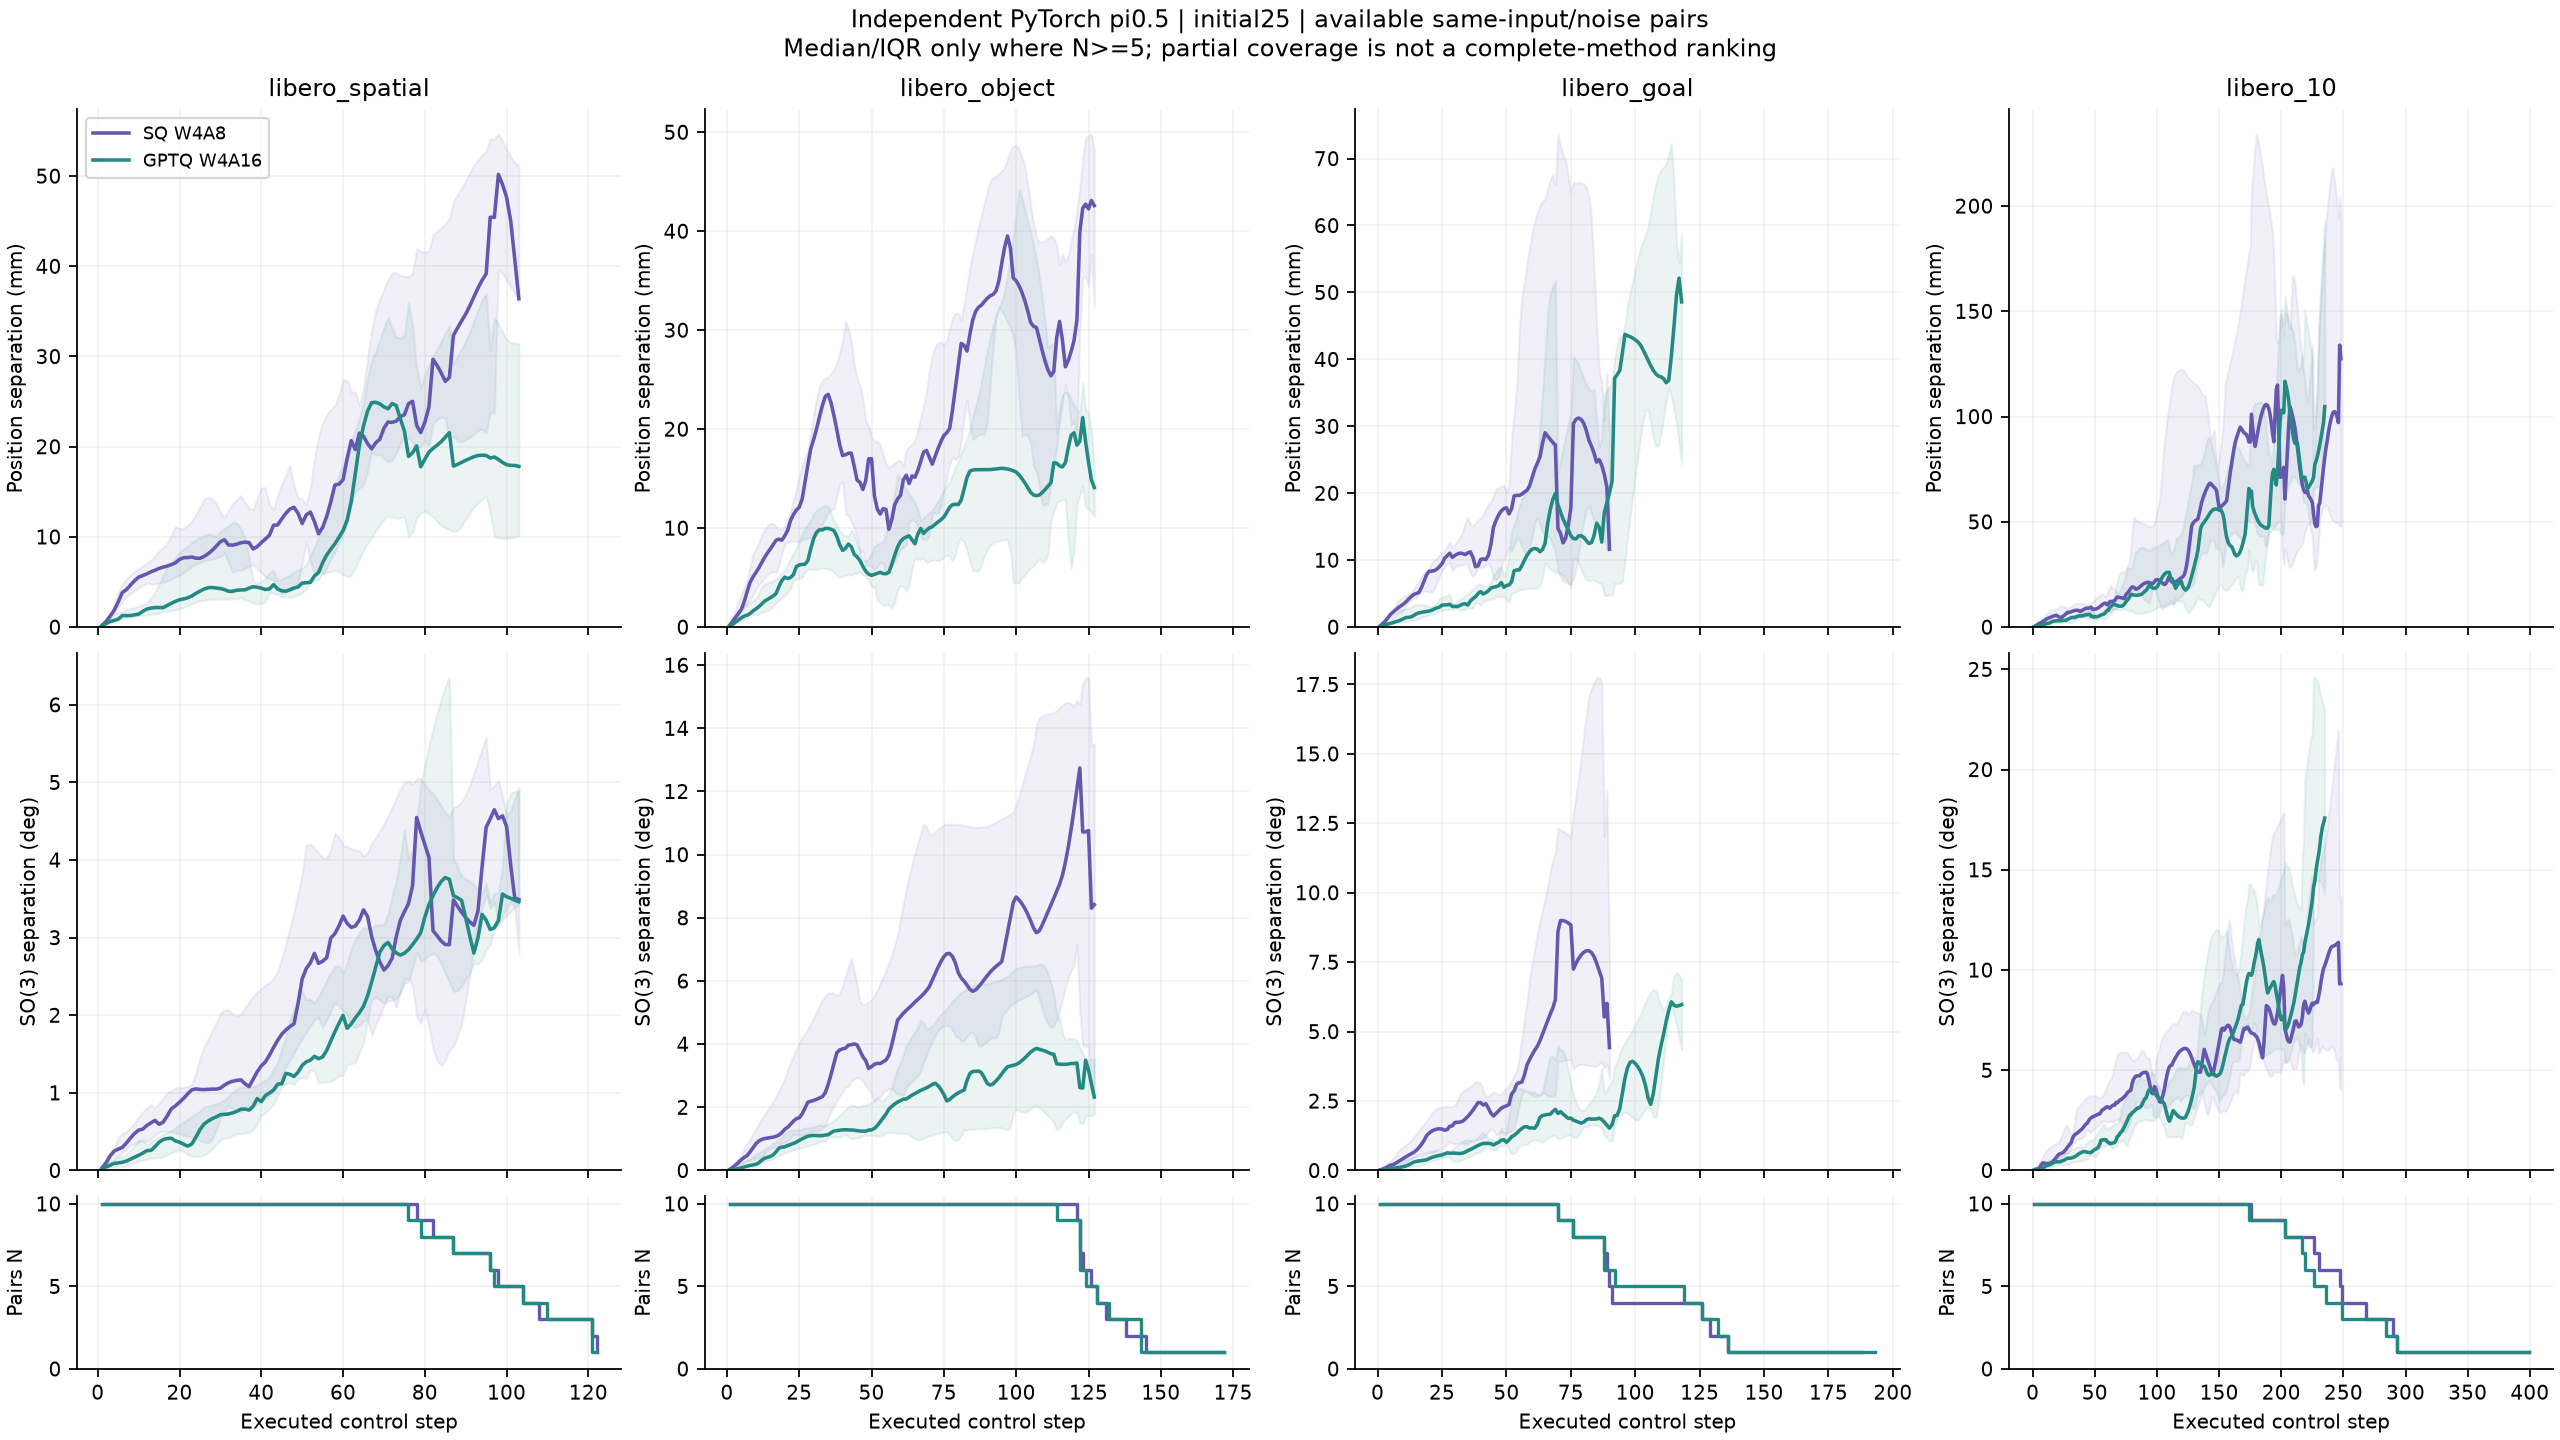 Independent PyTorch pi0.5 | initial25 | available same-input/noise pairs
Median/IQR only where N>=5; partial coverage is not a complete-method ranking
libero_spatial
libero_object
libero_goal
libero_10
SQ W4A8
GPTQ W4A16
Position separation (mm)
0
10
20
30
40
50
Position separation (mm)
0
10
20
30
40
50
Position separation (mm)
0
10
20
30
40
50
60
70
Position separation (mm)
0
50
100
150
200
SO(3) separation (deg)
0
1
2
3
4
5
6
SO(3) separation (deg)
0
2
4
6
8
10
12
14
16
SO(3) separation (deg)
0.0
2.5
5.0
7.5
10.0
12.5
15.0
17.5
SO(3) separation (deg)
0
5
10
15
20
25
Pairs N
0
5
10
Pairs N
0
5
10
Pairs N
0
5
10
Pairs N
0
5
10
0 20 40 60 80 100 120
0 25 50 75 100 125 150 175
0 25 50 75 100 125 150 175 200
0 50 100 150 200 250 300 350 400
Executed control step
Executed control step
Executed control step
Executed control step